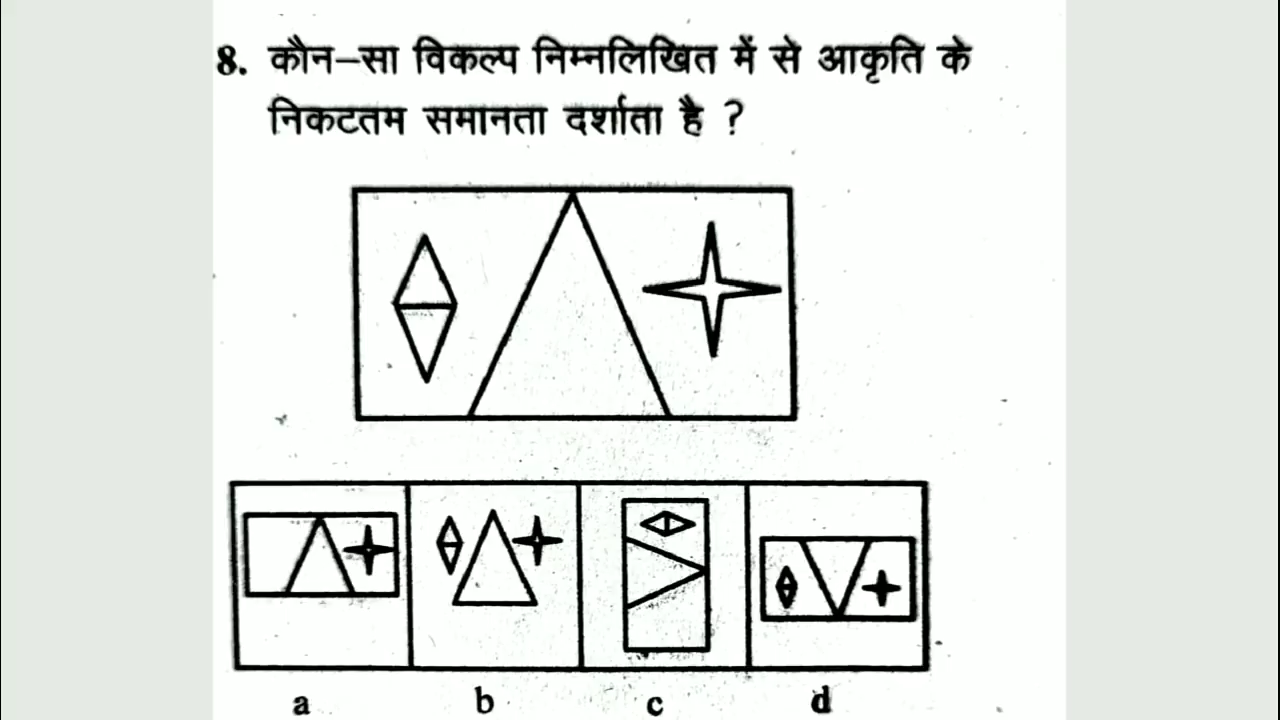 8. कौन–सा विकल्प निम्नलिखित में से आकृति के
निकटतम समानता दर्शाता है ?
a b c d